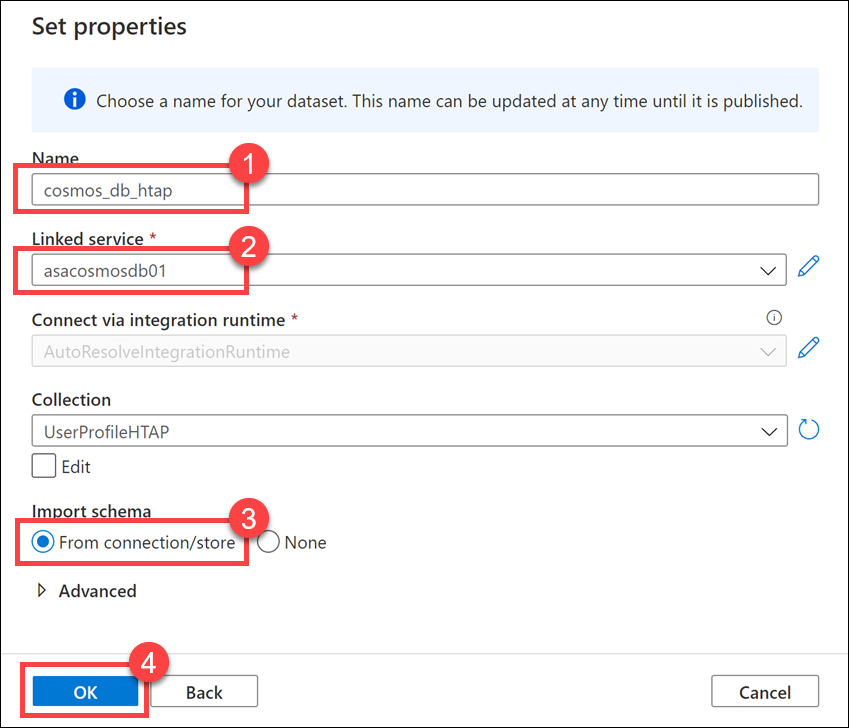 Set properties
Choose a name for your dataset. This name can be updated at any time until it is published.
Name
1
cosmos_db_htap
Linked service *
2
asacosmosdb01
Connect via integration runtime *
AutoResolveIntegrationRuntime
Collection
UserProfileHTAP
Edit
Import schema
3
From connection/store None
Advanced
4
OK Back Cancel